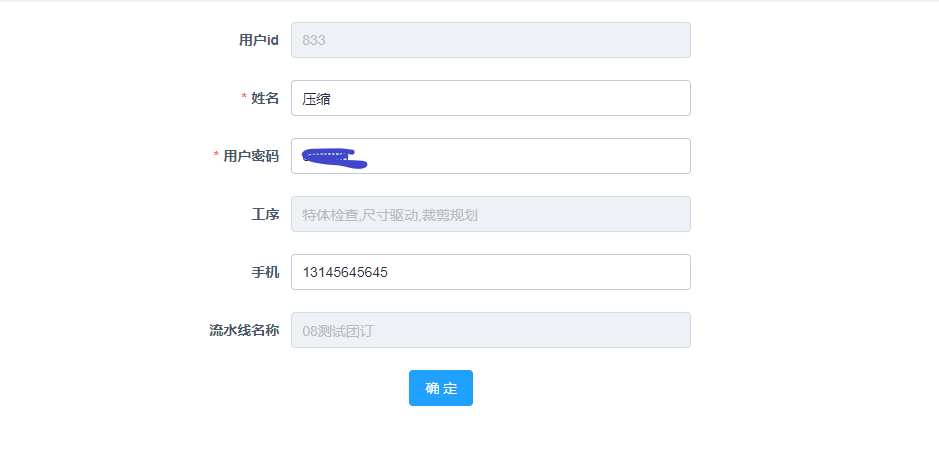 用户id 833
* 姓名 压缩
* 用户密码
工序 特体检查,尺寸驱动,裁剪规划
手机 13145645645
流水线名称 08测试团订
确 定